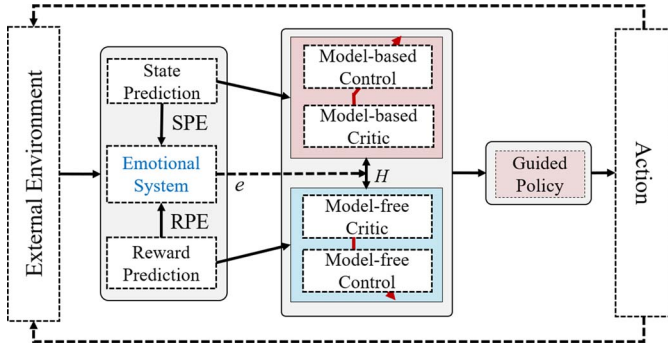 External Environment
State
Prediction
SPE
Emotional
System
e
RPE
Reward
Prediction
Model-based
Control
Model-based
Critic
H
Model-free
Critic
Model-free
Control
Guided
Policy
Action